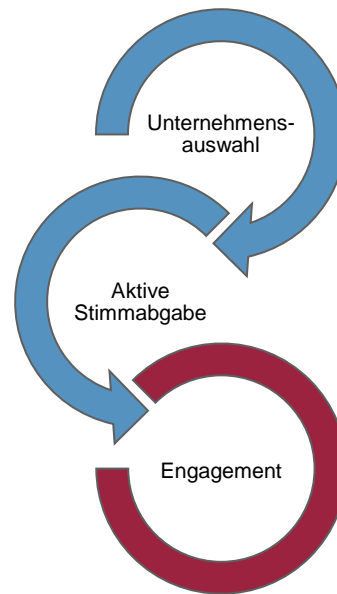 Unternehmens-
auswahl
Aktive
Stimmabgabe
Engagement